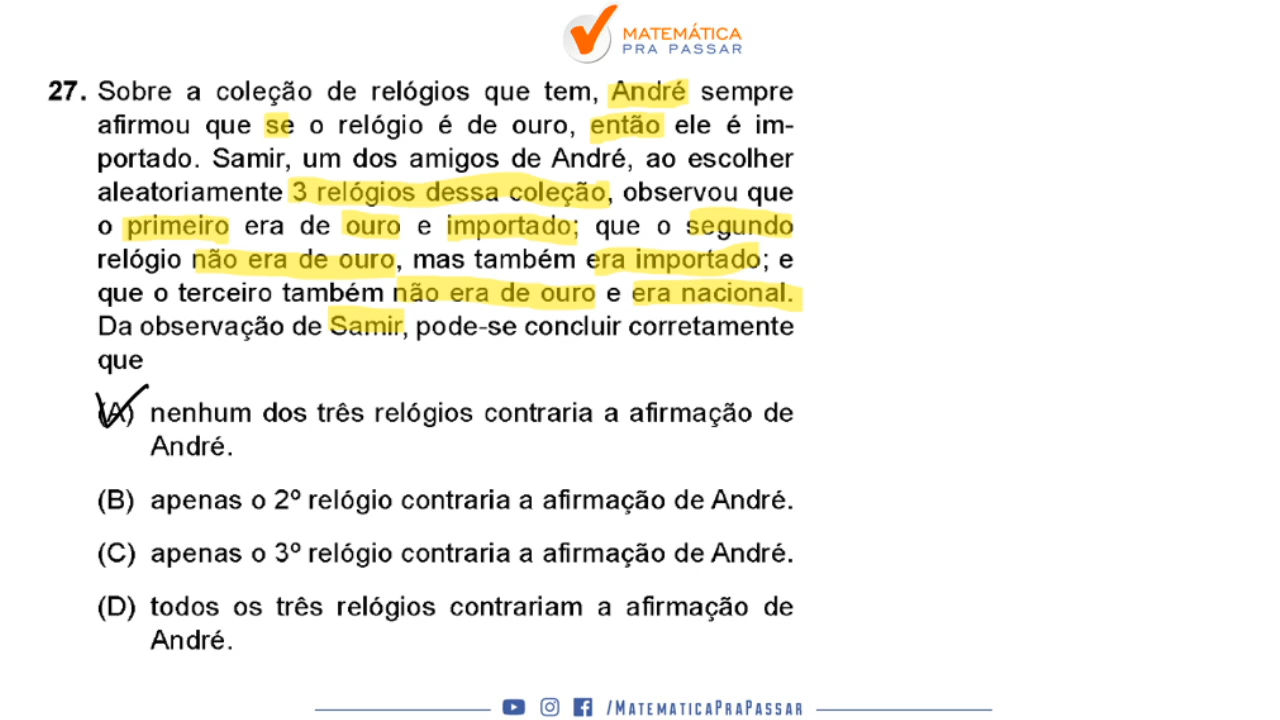 MATEMÁTICA
PRA PASSAR
27. Sobre a coleção de relógios que tem, André sempre
afirmou que se o relógio é de ouro, então ele é im-
portado. Samir, um dos amigos de André, ao escolher
aleatoriamente 3 relógios dessa coleção, observou que
o primeiro era de ouro e importado; que o segundo
relógio não era de ouro, mas também era importado; e
que o terceiro também não era de ouro e era nacional.
Da observação de Samir, pode-se concluir corretamente
que
(A) nenhum dos três relógios contraria a afirmação de
André.
(B) apenas o 2º relógio contraria a afirmação de André.
(C) apenas o 3º relógio contraria a afirmação de André.
(D) todos os três relógios contrariam a afirmação de
André.
/MATEMATICAPRAPASSAR